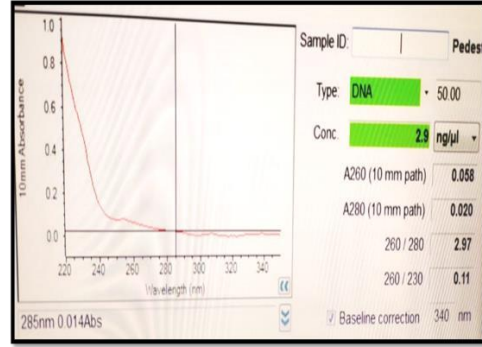 Sample ID:
Pedest
Type: DNA 50.00
Conc. 2.9 ng/µl
A260 (10 mm path) 0.058
A280 (10 mm path) 0.020
260 / 280 2.97
260 / 230 0.11
Baseline correction 340 nm
10mm Absorbance
1.0
0.8
0.6
0.4
0.2
0.0
220 240 260 280 300 320 340
Wavelength (nm)
285nm 0.014Abs